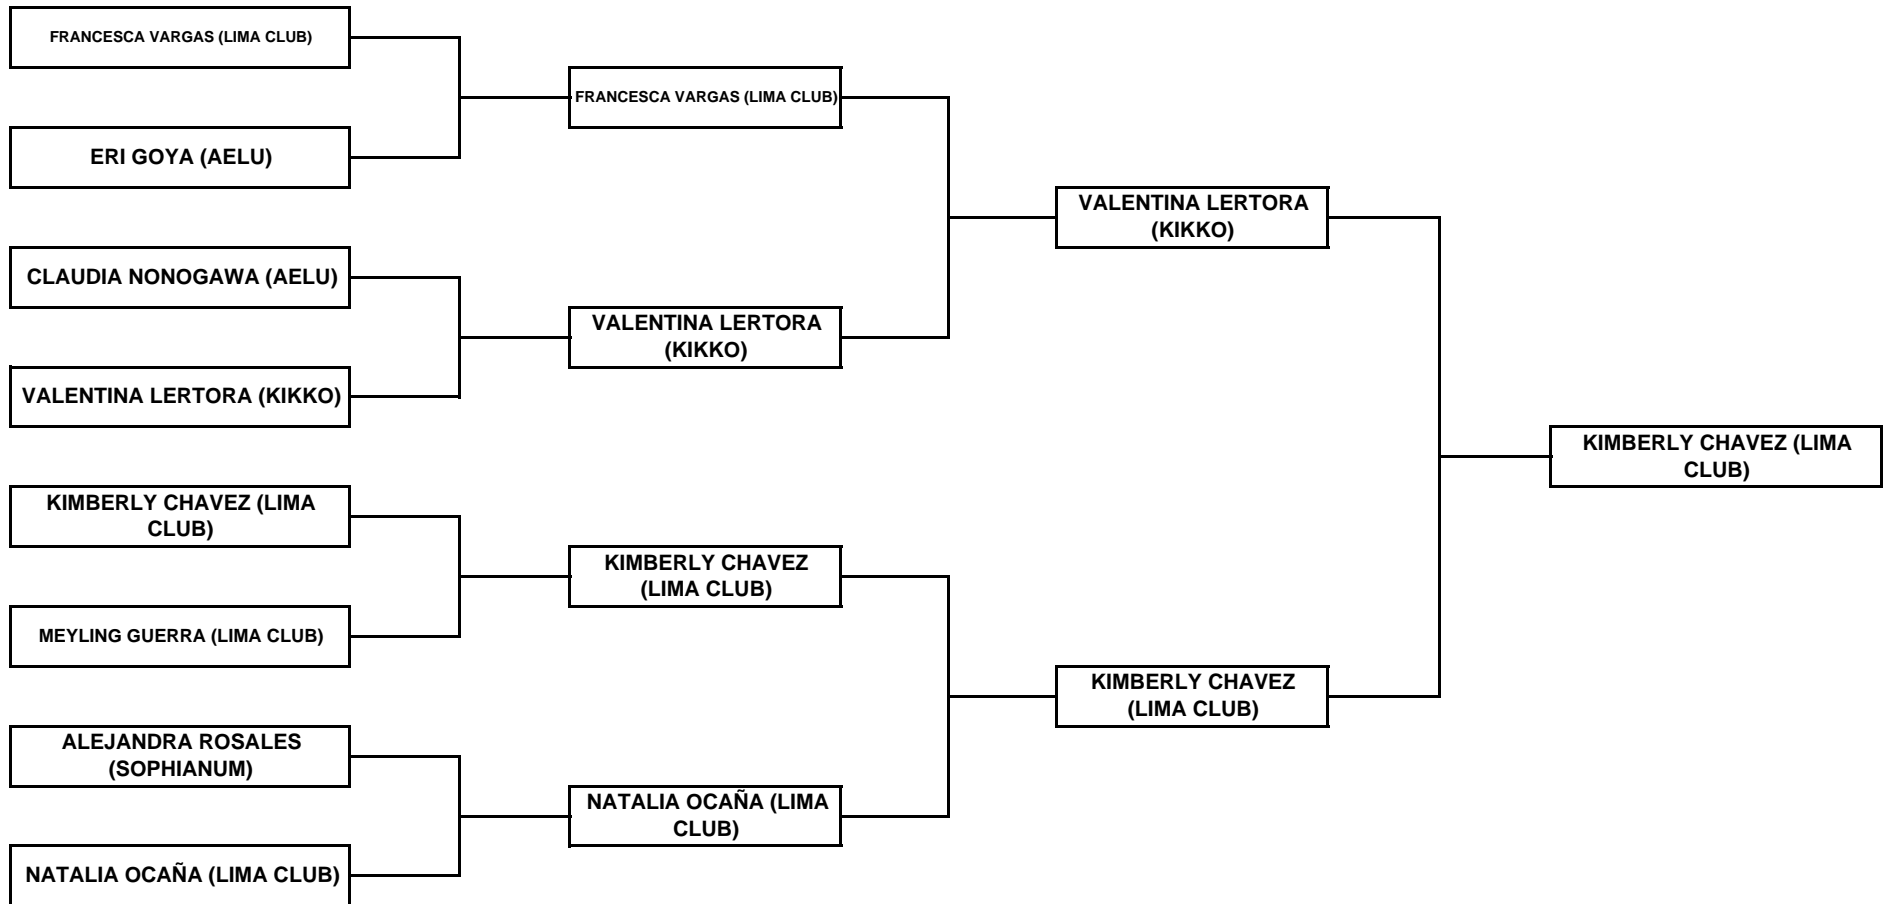 FRANCESCA VARGAS (LIMA CLUB)
ERI GOYA (AELU)
CLAUDIA NONOGAWA (AELU)
VALENTINA LERTORA (KIKKO)
KIMBERLY CHAVEZ (LIMA
CLUB)
MEYLING GUERRA (LIMA CLUB)
ALEJANDRA ROSALES
(SOPHIANUM)
NATALIA OCAÑA (LIMA CLUB)
FRANCESCA VARGAS (LIMA CLUB)
VALENTINA LERTORA
(KIKKO)
KIMBERLY CHAVEZ
(LIMA CLUB)
NATALIA OCAÑA (LIMA
CLUB)
VALENTINA LERTORA
(KIKKO)
KIMBERLY CHAVEZ
(LIMA CLUB)
KIMBERLY CHAVEZ (LIMA
CLUB)